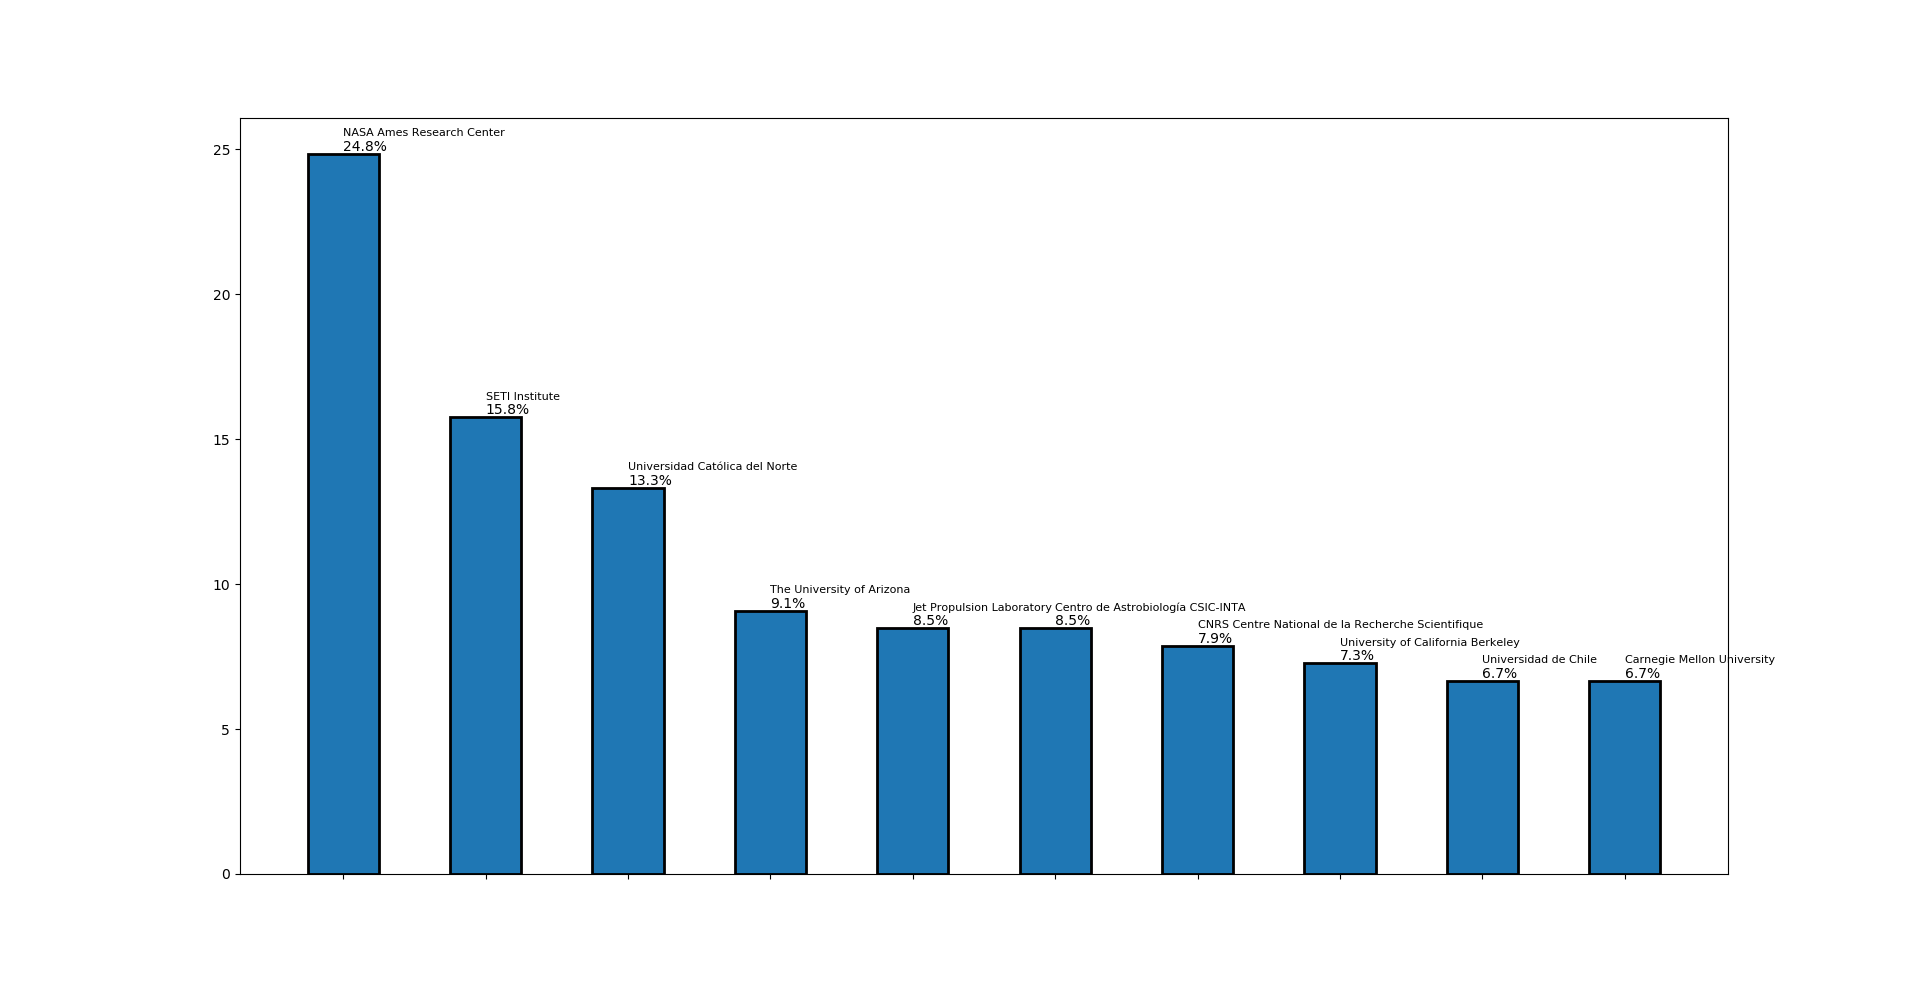 25
20
15
10
5
0
NASA Ames Research Center
24.8%
SETI Institute
15.8%
Universidad Católica del Norte
13.3%
The University of Arizona
9.1%
Jet Propulsion Laboratory
8.5%
Centro de Astrobiología CSIC-INTA
8.5%
CNRS Centre National de la Recherche Scientifique
7.9%
University of California Berkeley
7.3%
Universidad de Chile
6.7%
Carnegie Mellon University
6.7%